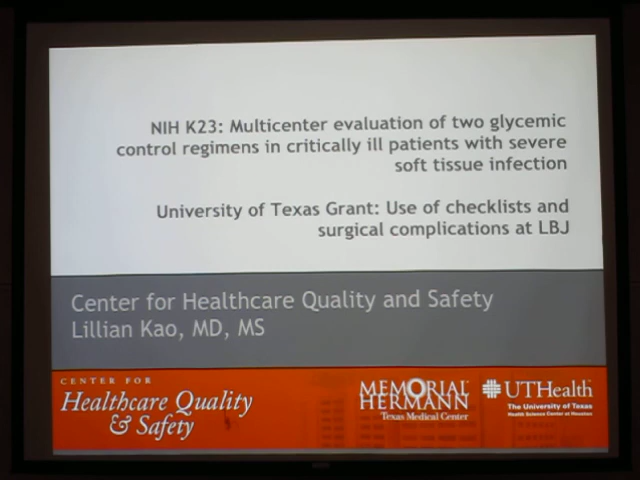 NIH K23: Multicenter evaluation of two glycemic
control regimens in critically ill patients with severe
soft tissue infection
University of Texas Grant: Use of checklists and
surgical complications at LBJ
Center for Healthcare Quality and Safety
Lillian Kao, MD, MS
CENTER FOR
Healthcare Quality
& Safety
MEMORIAL
HERMANN
Texas Medical Center
UTHealth
The University of Texas
Health Science Center at Houston